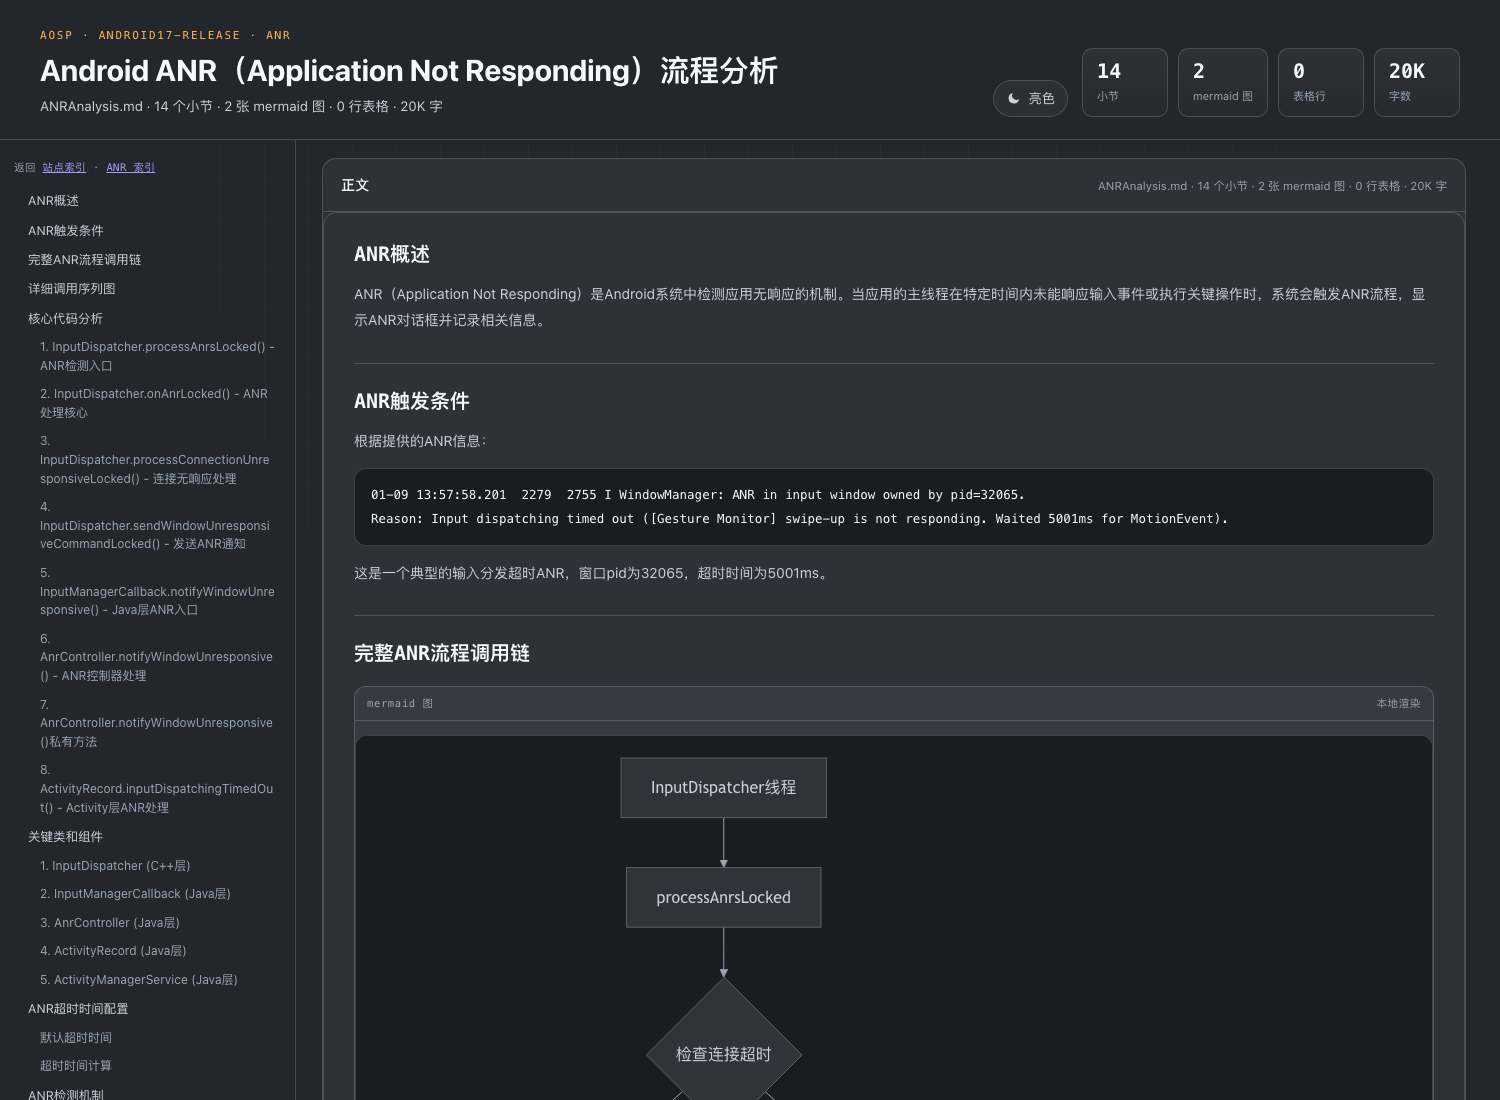 AOSP · ANDROID17-RELEASE · ANR
Android ANR（Application Not Responding）流程分析
ANRAnalysis.md · 14 个小节 · 2 张 mermaid 图 · 0 行表格 · 20K 字
亮色
14
小节
2
mermaid 图
0
表格行
20K
字数
返回 站点索引 · ANR 索引
ANR概述
ANR触发条件
完整ANR流程调用链
详细调用序列图
核心代码分析
1. InputDispatcher.processAnrsLocked() -
ANR检测入口
2. InputDispatcher.onAnrLocked() - ANR
处理核心
3.
InputDispatcher.processConnectionUnre
sponsiveLocked() - 连接无响应处理
4.
InputDispatcher.sendWindowUnresponsi
veCommandLocked() - 发送ANR通知
5.
InputManagerCallback.notifyWindowUnre
sponsive() - Java层ANR入口
6.
AnrController.notifyWindowUnresponsive
() - ANR控制器处理
7.
AnrController.notifyWindowUnresponsive
()私有方法
8.
ActivityRecord.inputDispatchingTimedOu
t() - Activity层ANR处理
关键类和组件
1. InputDispatcher (C++层)
2. InputManagerCallback (Java层)
3. AnrController (Java层)
4. ActivityRecord (Java层)
5. ActivityManagerService (Java层)
ANR超时时间配置
默认超时时间
超时时间计算
ANR检测机制
正文
ANRAnalysis.md · 14 个小节 · 2 张 mermaid 图 · 0 行表格 · 20K 字
ANR概述
ANR（Application Not Responding）是Android系统中检测应用无响应的机制。当应用的主线程在特定时间内未能响应输入事件或执行关键操作时，系统会触发ANR流程，显
示ANR对话框并记录相关信息。
ANR触发条件
根据提供的ANR信息：
01-09 13:57:58.201  2279  2755 I WindowManager: ANR in input window owned by pid=32065.
Reason: Input dispatching timed out ([Gesture Monitor] swipe-up is not responding. Waited 5001ms for MotionEvent).
这是一个典型的输入分发超时ANR，窗口pid为32065，超时时间为5001ms。
完整ANR流程调用链
mermaid 图
本地渲染
InputDispatcher线程
processAnrsLocked
检查连接超时